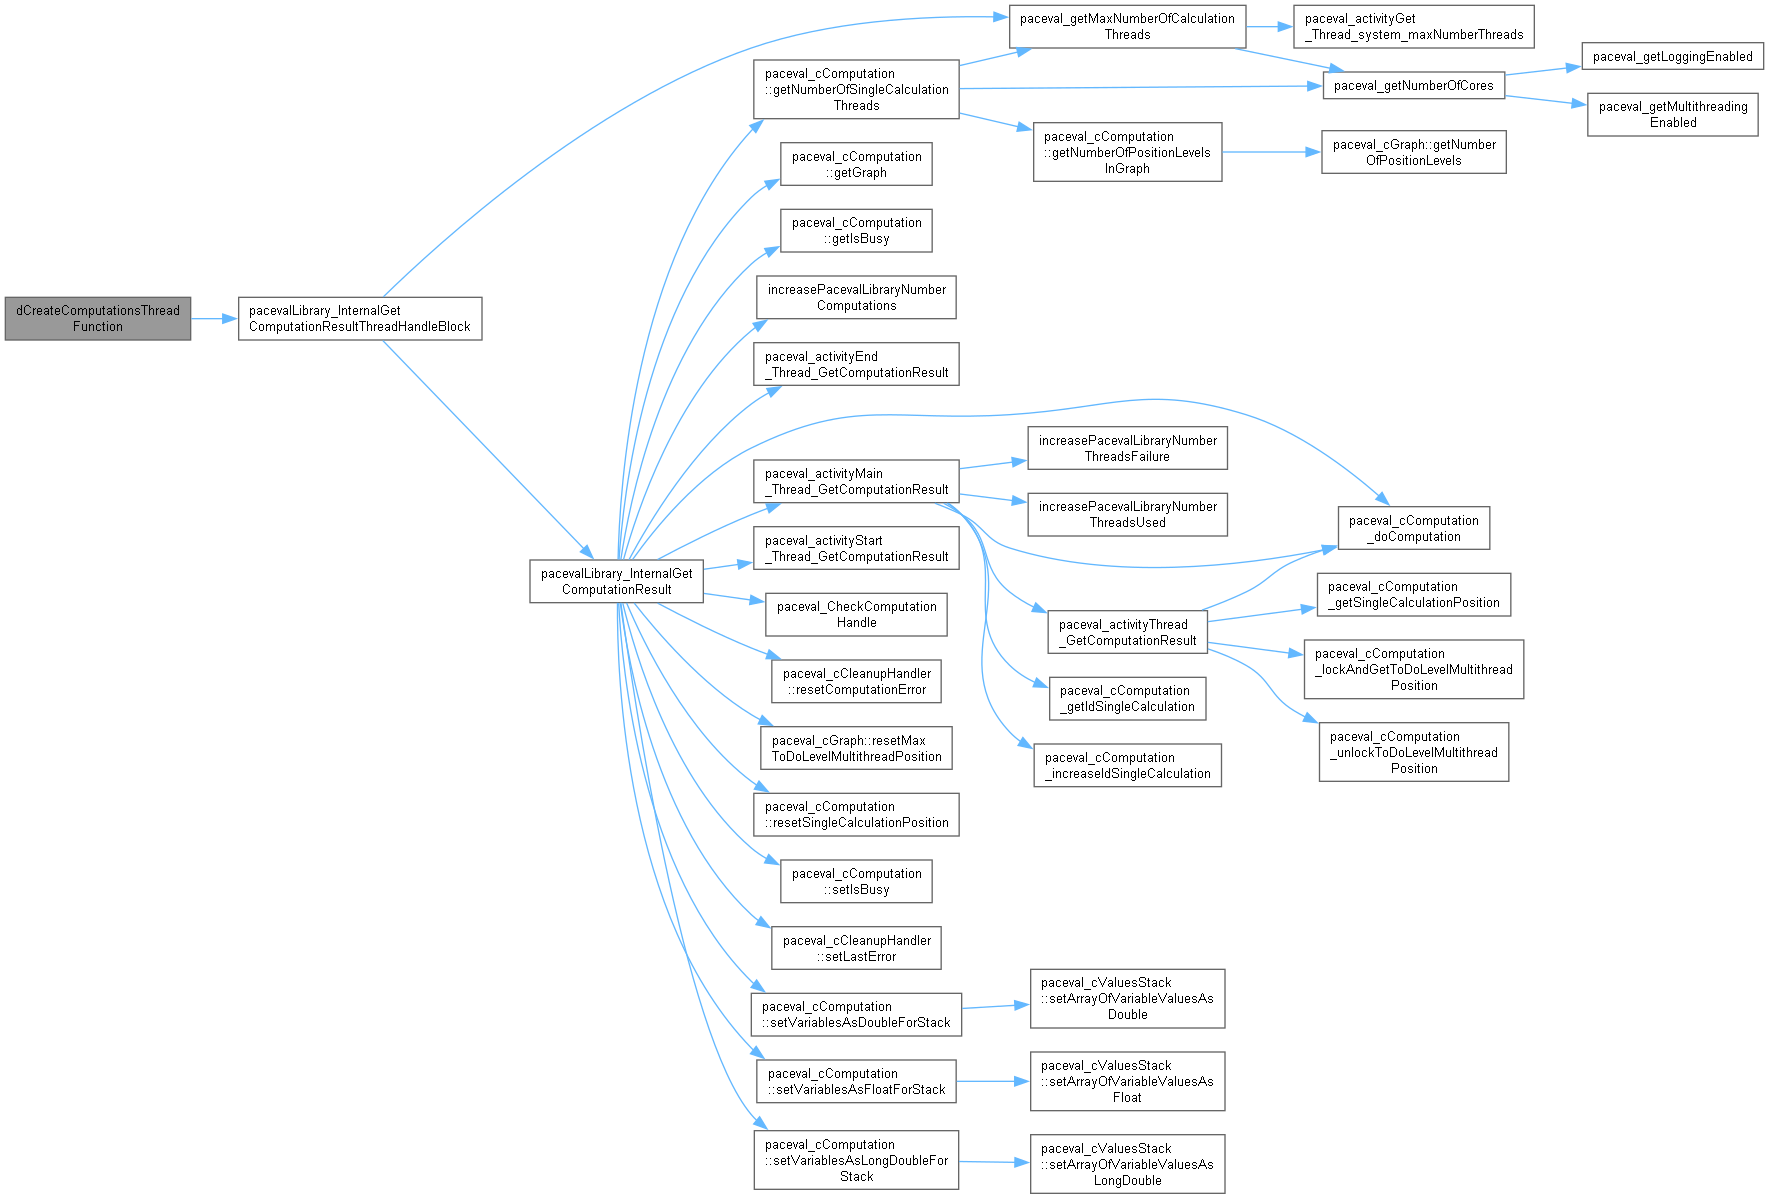 dCreateComputationsThread
Function
pacevalLibrary_InternalGet
ComputationResultThreadHandleBlock
pacevalLibrary_InternalGet
ComputationResult
paceval_cComputation
::getNumberOfSingleCalculation
Threads
paceval_cComputation
::getGraph
paceval_cComputation
::getIsBusy
increasePacevalLibraryNumber
Computations
paceval_activityEnd
_Thread_GetComputationResult
paceval_activityMain
_Thread_GetComputationResult
paceval_activityStart
_Thread_GetComputationResult
paceval_CheckComputation
Handle
paceval_cCleanupHandler
::resetComputationError
paceval_cGraph::resetMax
ToDoLevelMultithreadPosition
paceval_cComputation
::resetSingleCalculationPosition
paceval_cComputation
::setIsBusy
paceval_cCleanupHandler
::setLastError
paceval_cComputation
::setVariablesAsDoubleForStack
paceval_cComputation
::setVariablesAsFloatForStack
paceval_cComputation
::setVariablesAsLongDoubleFor
Stack
paceval_getMaxNumberOfCalculation
Threads
paceval_cComputation
::getNumberOfPositionLevels
InGraph
increasePacevalLibraryNumber
ThreadsFailure
increasePacevalLibraryNumber
ThreadsUsed
paceval_activityThread
_GetComputationResult
paceval_cComputation
_getIdSingleCalculation
paceval_cComputation
_increaseIdSingleCalculation
paceval_cValuesStack
::setArrayOfVariableValuesAs
Double
paceval_cValuesStack
::setArrayOfVariableValuesAs
Float
paceval_cValuesStack
::setArrayOfVariableValuesAs
LongDouble
paceval_activityGet
_Thread_system_maxNumberThreads
paceval_getNumberOfCores
paceval_cGraph::getNumber
OfPositionLevels
paceval_cComputation
_doComputation
paceval_cComputation
_getSingleCalculationPosition
paceval_cComputation
_lockAndGetToDoLevelMultithread
Position
paceval_cComputation
_unlockToDoLevelMultithread
Position
paceval_getLoggingEnabled
paceval_getMultithreading
Enabled